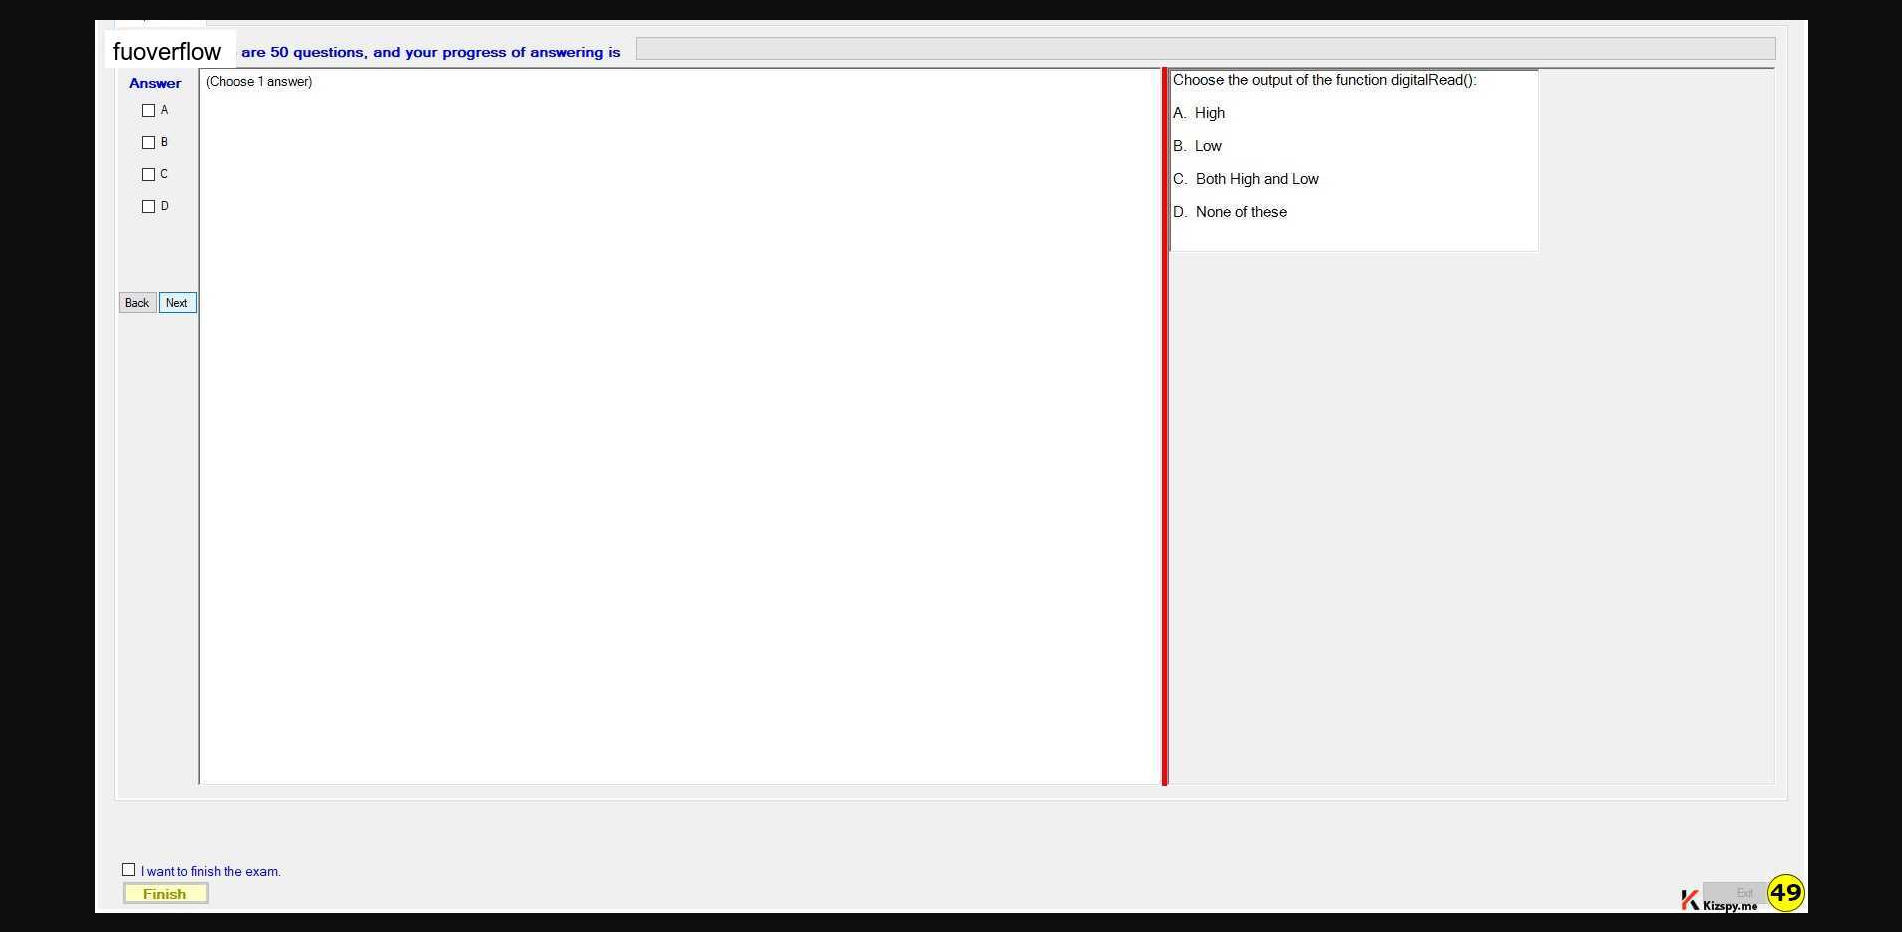 fuoverflow are 50 questions, and your progress of answering is
Answer
(Choose 1 answer)
A
B
C
D
Back Next
Choose the output of the function digitalRead():
A. High
B. Low
C. Both High and Low
D. None of these
I want to finish the exam.
Finish
Exit
Kizspy.me
49